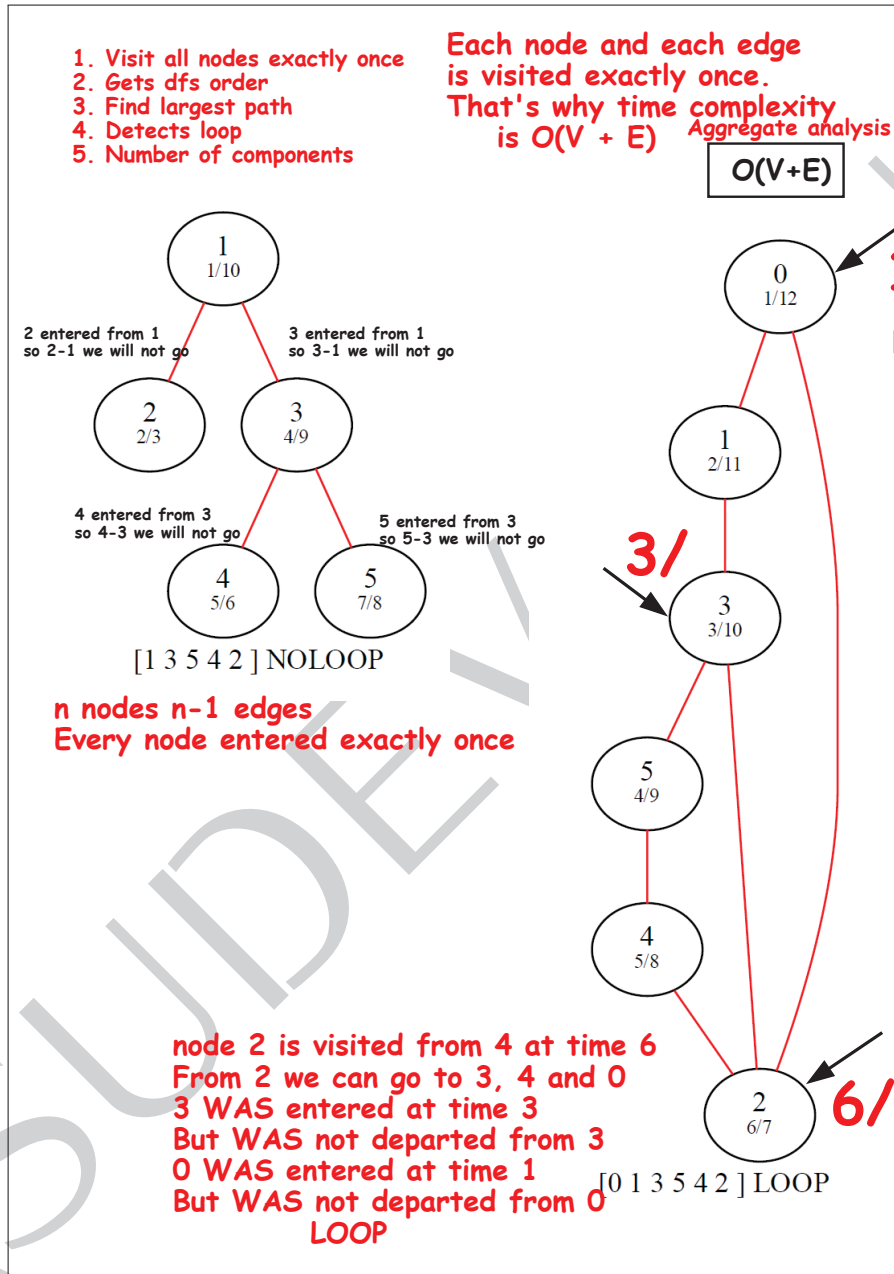 1. Visit all nodes exactly once
2. Gets dfs order
3. Find largest path
4. Detects loop
5. Number of components
Each node and each edge
is visited exactly once.
That's why time complexity
is O(V + E)
Aggregate analysis
O(V+E)
1
1/10
2 entered from 1
so 2-1 we will not go
3 entered from 1
so 3-1 we will not go
2
2/3
3
4/9
4 entered from 3
so 4-3 we will not go
5 entered from 3
so 5-3 we will not go
4
5/6
5
7/8
[1 3 5 4 2 ] NOLOOP
n nodes n-1 edges
Every node entered exactly once
0
1/12
1
2/11
3/
3
3/10
5
4/9
4
5/8
node 2 is visited from 4 at time 6
From 2 we can go to 3, 4 and 0
3 WAS entered at time 3
But WAS not departed from 3
0 WAS entered at time 1
But WAS not departed from 0
LOOP
2
6/7
6/
[0 1 3 5 4 2 ] LOOP
SUDEV